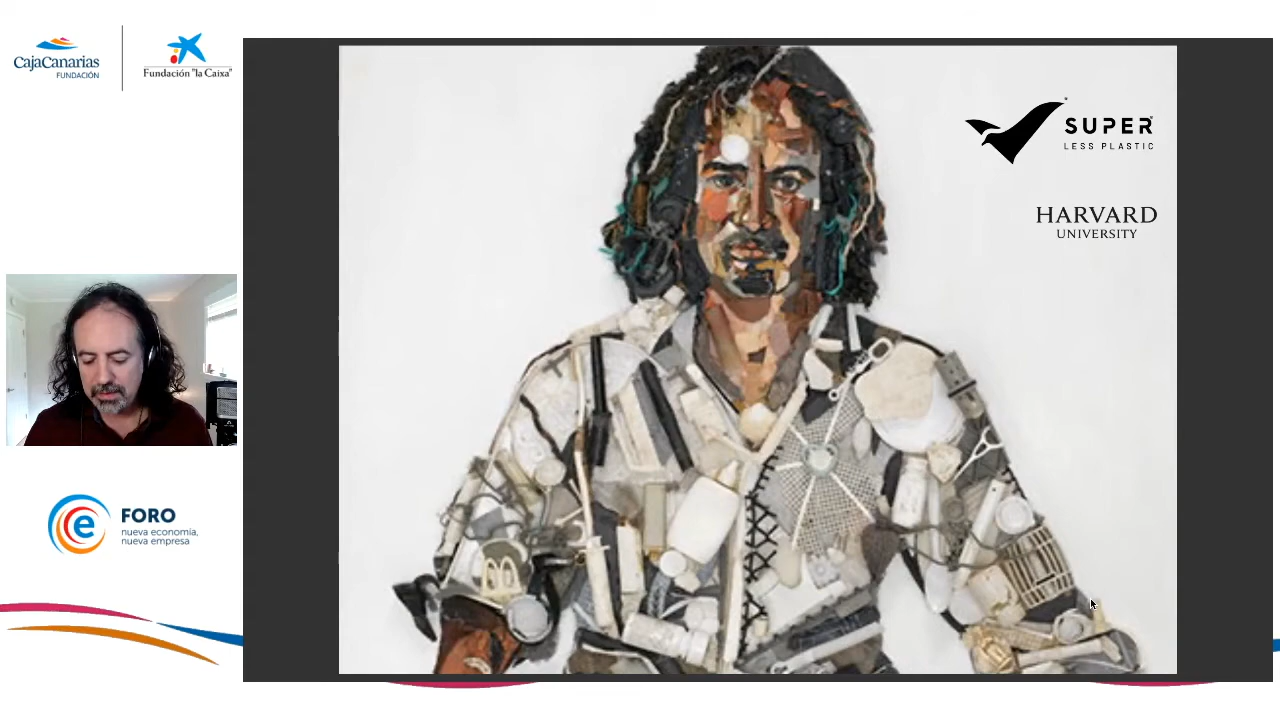 CajaCanarias
FUNDACIÓN
Fundación "la Caixa"
SUPER
LESS PLASTIC
HARVARD
UNIVERSITY
e
FORO
nueva economía,
nueva empresa